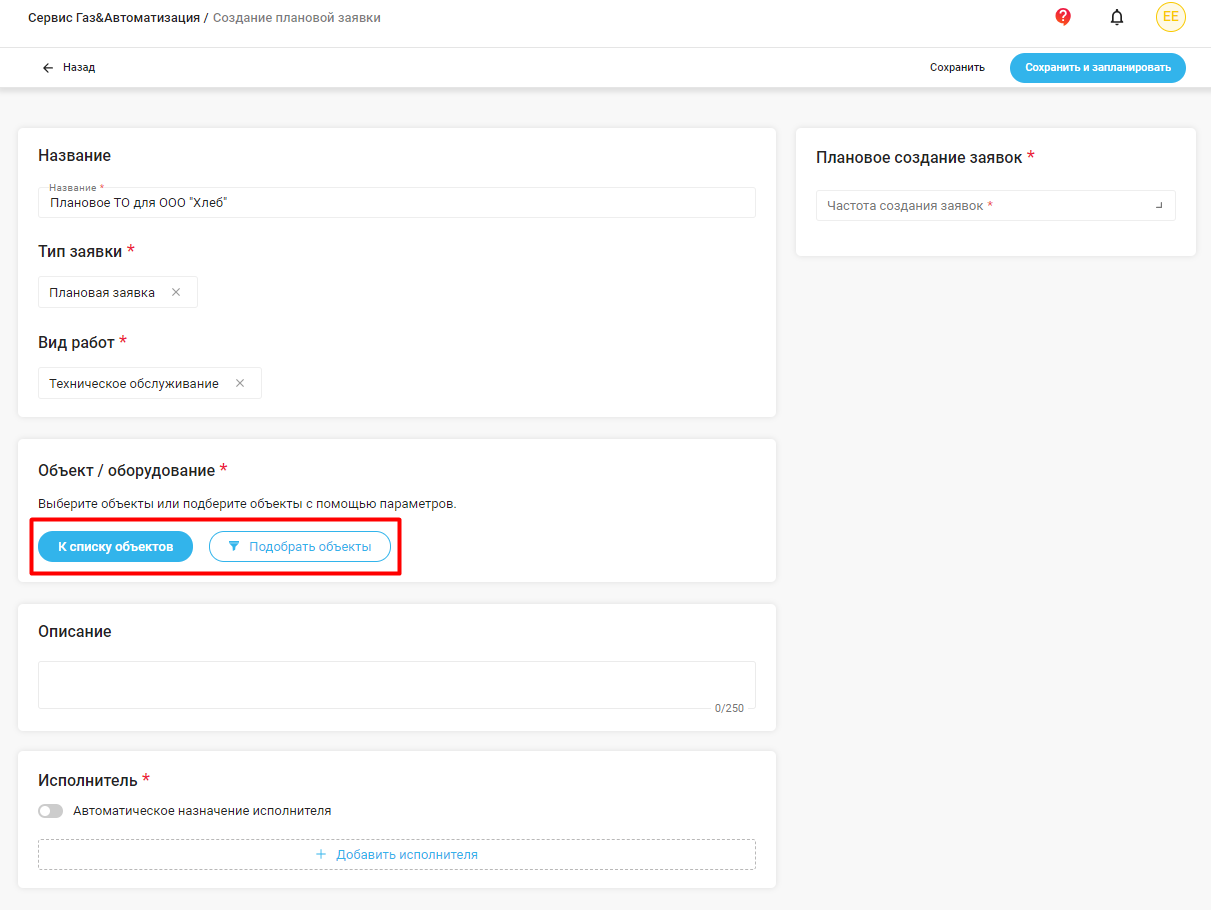 Сервис Газ&Автоматизация / Создание плановой заявки
?
EE
Назад
Сохранить
Сохранить и запланировать
Название
Название *
Плановое ТО для ООО "Хлеб"
Тип заявки *
Плановая заявка
Вид работ *
Техническое обслуживание
Плановое создание заявок *
Частота создания заявок *
Объект / оборудование *
Выберите объекты или подберите объекты с помощью параметров.
К списку объектов
Подобрать объекты
Описание
0/250
Исполнитель *
Автоматическое назначение исполнителя
+ Добавить исполнителя